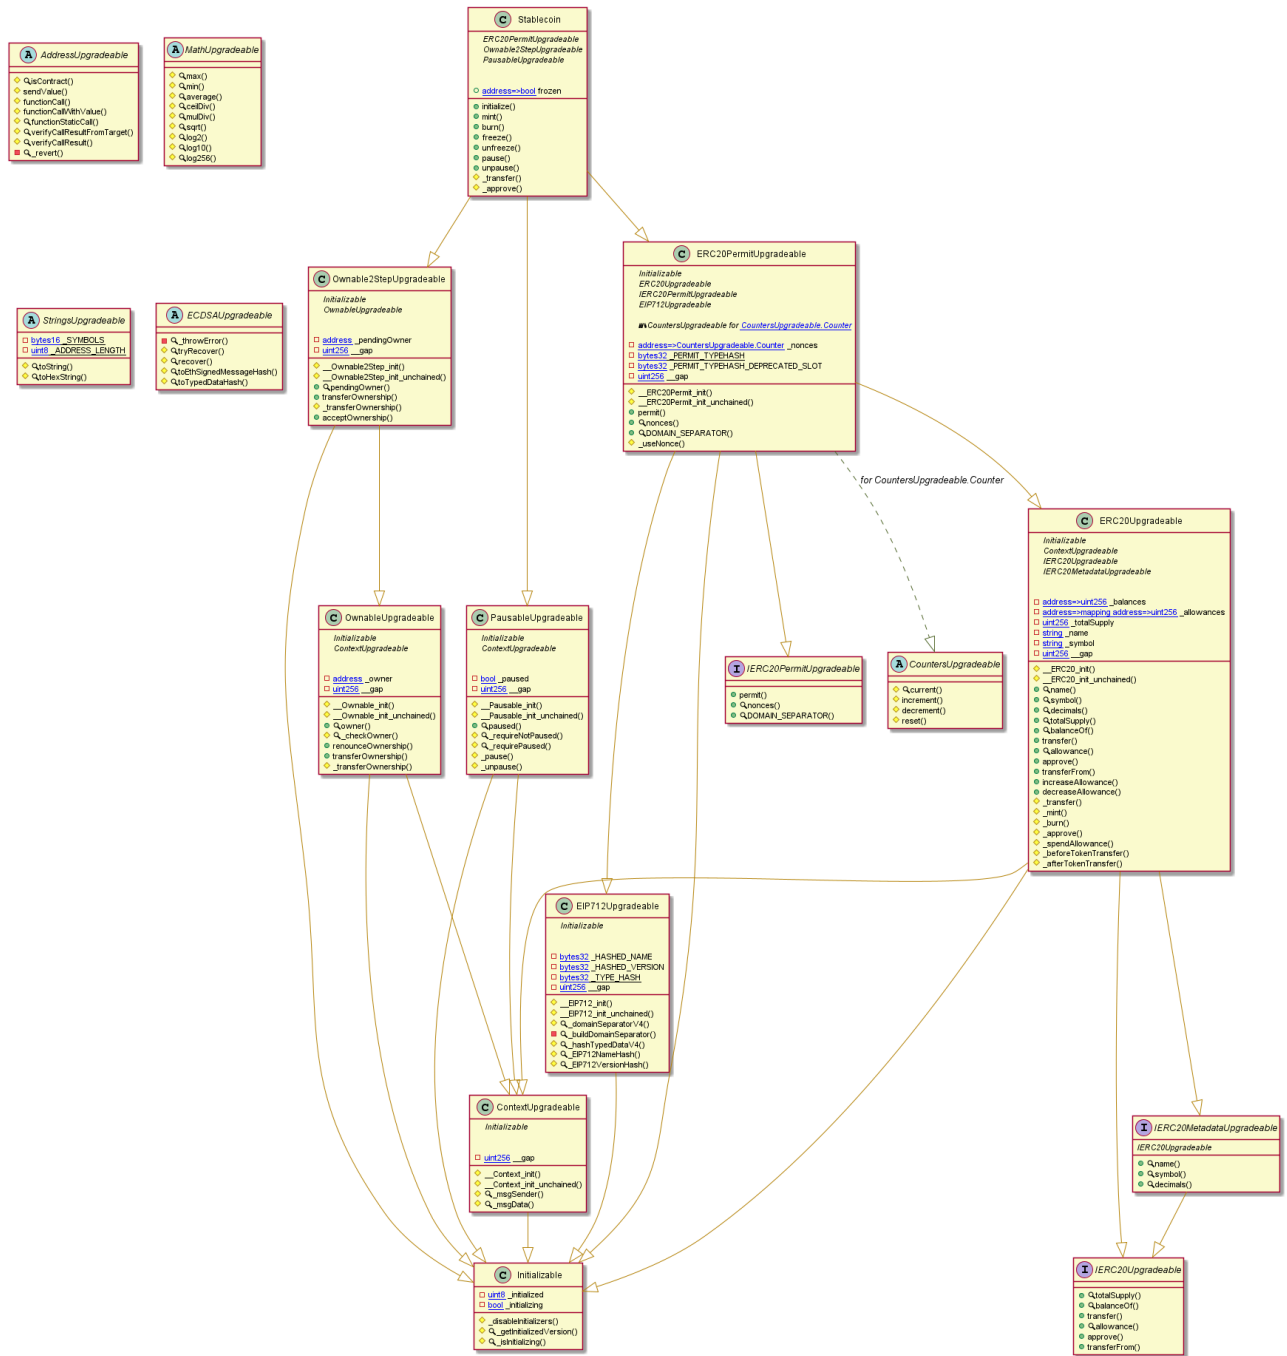 C Stablecoin
ERC20PermitUpgradeable
Ownable2StepUpgradeable
PausableUpgradeable
address=>bool frozen
initialize()
mint()
burn()
freeze()
unfreeze()
pause()
unpause()
_transfer()
_approve()
A AddressUpgradeable
isContract()
sendValue()
functionCall()
functionCallWithValue()
functionStaticCall()
verifyCallResultFromTarget()
verifyCallResult()
_revert()
A MathUpgradeable
max()
min()
average()
ceilDiv()
mulDiv()
sqrt()
log2()
log10()
log256()
A StringsUpgradeable
bytes16 _SYMBOLS
uint8 _ADDRESS_LENGTH
toString()
toHexString()
A ECDSAUpgradeable
_throwError()
tryRecover()
recover()
toEthSignedMessageHash()
toTypedDataHash()
C Ownable2StepUpgradeable
Initializable
OwnableUpgradeable
address _pendingOwner
uint256 __gap
__Ownable2Step_init()
__Ownable2Step_init_unchained()
pendingOwner()
transferOwnership()
_transferOwnership()
acceptOwnership()
C ERC20PermitUpgradeable
Initializable
ERC20Upgradeable
IERC20PermitUpgradeable
EIP712Upgradeable
CountersUpgradeable for CountersUpgradeable.Counter
address=>CountersUpgradeable.Counter _nonces
bytes32 _PERMIT_TYPEHASH
bytes32 _PERMIT_TYPEHASH_DEPRECATED_SLOT
uint256 __gap
__ERC20Permit_init()
__ERC20Permit_init_unchained()
permit()
nonces()
DOMAIN_SEPARATOR()
_useNonce()
for CountersUpgradeable.Counter
C ERC20Upgradeable
Initializable
ContextUpgradeable
IERC20Upgradeable
IERC20MetadataUpgradeable
address=>uint256 _balances
address=>mapping address=>uint256 _allowances
uint256 _totalSupply
string _name
string _symbol
uint256 __gap
__ERC20_init()
__ERC20_init_unchained()
name()
symbol()
decimals()
totalSupply()
balanceOf()
transfer()
allowance()
approve()
transferFrom()
increaseAllowance()
decreaseAllowance()
_transfer()
_mint()
_burn()
_approve()
_spendAllowance()
_beforeTokenTransfer()
_afterTokenTransfer()
C OwnableUpgradeable
Initializable
ContextUpgradeable
address _owner
uint256 __gap
__Ownable_init()
__Ownable_init_unchained()
owner()
_checkOwner()
renounceOwnership()
transferOwnership()
_transferOwnership()
C PausableUpgradeable
Initializable
ContextUpgradeable
bool _paused
uint256 __gap
__Pausable_init()
__Pausable_init_unchained()
paused()
_requireNotPaused()
_requirePaused()
_pause()
_unpause()
I IERC20PermitUpgradeable
permit()
nonces()
DOMAIN_SEPARATOR()
A CountersUpgradeable
current()
increment()
decrement()
reset()
C EIP712Upgradeable
Initializable
bytes32 _HASHED_NAME
bytes32 _HASHED_VERSION
bytes32 _TYPE_HASH
uint256 __gap
__EIP712_init()
__EIP712_init_unchained()
_domainSeparatorV4()
_buildDomainSeparator()
_hashTypedDataV4()
_EIP712NameHash()
_EIP712VersionHash()
C ContextUpgradeable
Initializable
uint256 __gap
__Context_init()
__Context_init_unchained()
_msgSender()
_msgData()
I IERC20MetadataUpgradeable
IERC20Upgradeable
name()
symbol()
decimals()
C Initializable
uint8 _initialized
bool _initializing
_disableInitializers()
_getInitializedVersion()
_isInitializing()
I IERC20Upgradeable
totalSupply()
balanceOf()
transfer()
allowance()
approve()
transferFrom()